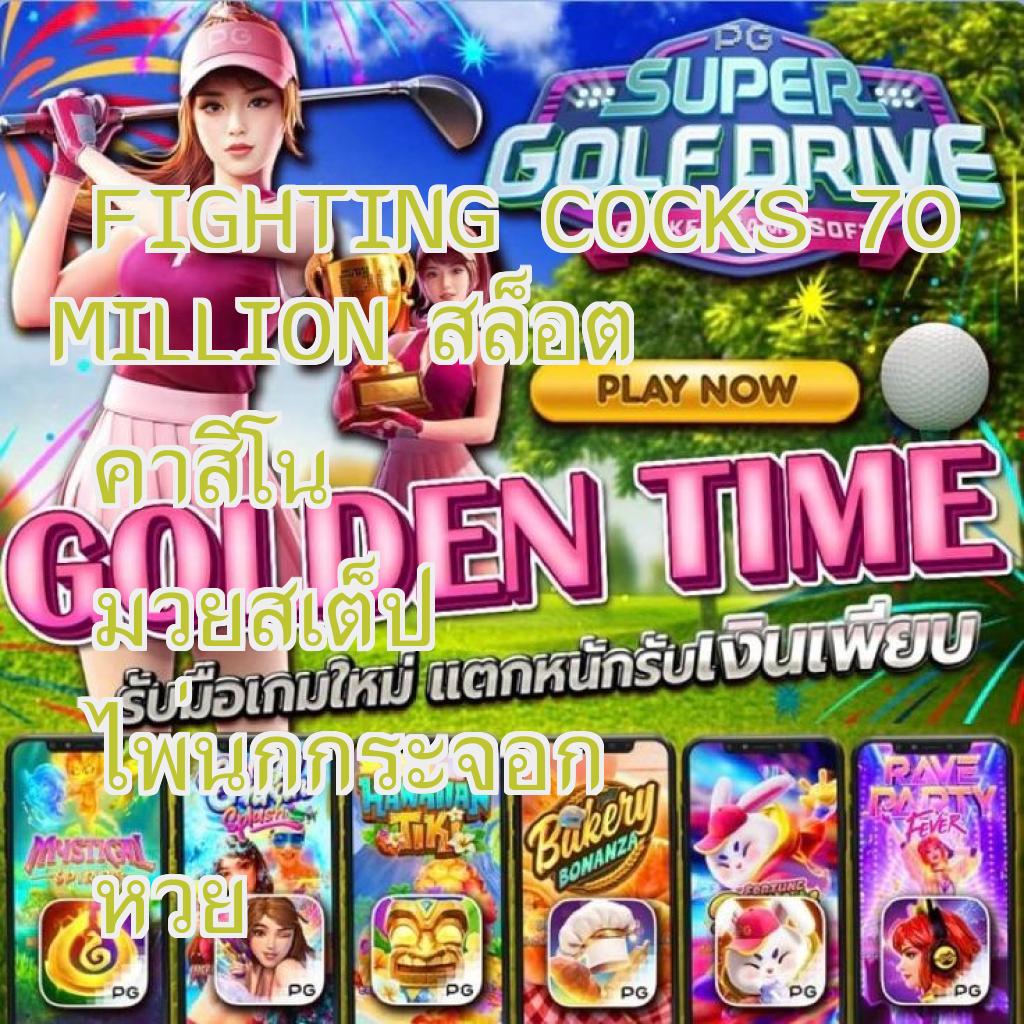 PG
PG
SUPER
GOLF DRIVE
FIGHTING COCKS 70
MILLION สล็อต
PLAY NOW
คาสิโน
GOLDEN TIME
มวยสเต็ป
รับมือเกมใหม่ แตกหนักรับเงินเพียบ
ไพ่นกกระจอก
MYSTICAL
SPIRITS
Splash
HAWAIIAN
TIKI
Bakery
BONANZA
FORTUNE
RAVE
PARTY
FEVER
หวย
PG
PG
PG
PG
PG
PG